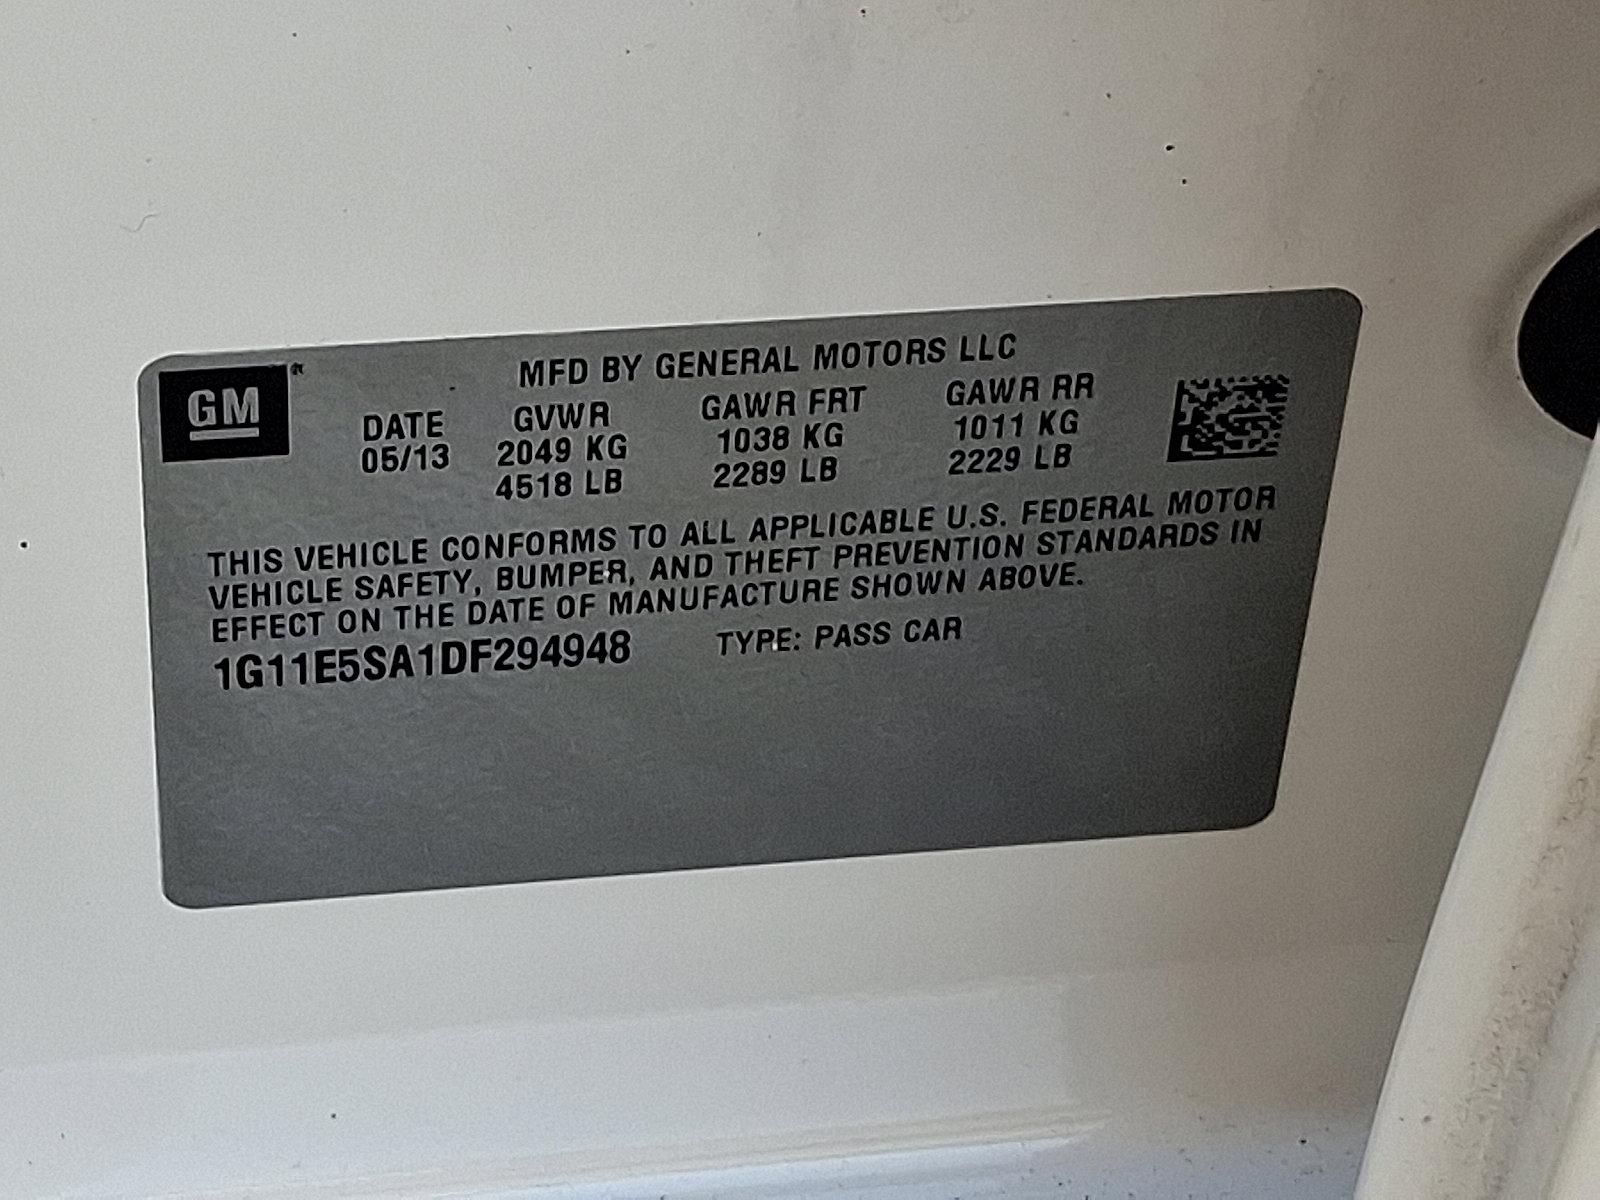 GM
MFD BY GENERAL MOTORS LLC
DATE GVWR GAWR FRT GAWR RR
05/13 2049 KG 1038 KG 1011 KG
4518 LB 2289 LB 2229 LB
THIS VEHICLE CONFORMS TO ALL APPLICABLE U.S. FEDERAL MOTOR
VEHICLE SAFETY, BUMPER, AND THEFT PREVENTION STANDARDS IN
EFFECT ON THE DATE OF MANUFACTURE SHOWN ABOVE.
1G11E5SA1DF294948 TYPE: PASS CAR